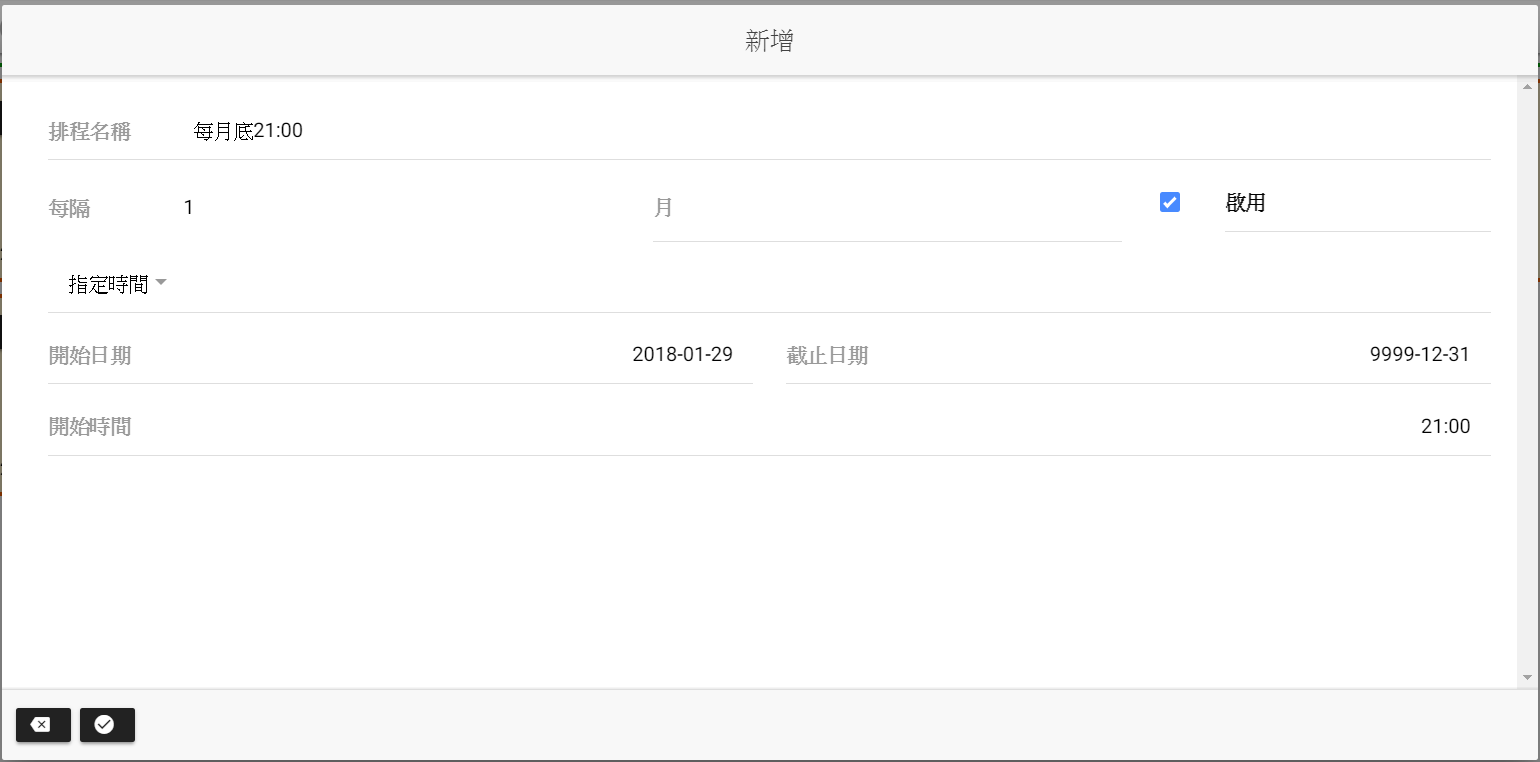 新增
排程名稱 每月底21:00
每隔 1 月 啟用
指定時間
開始日期 2018-01-29 截止日期 9999-12-31
開始時間 21:00